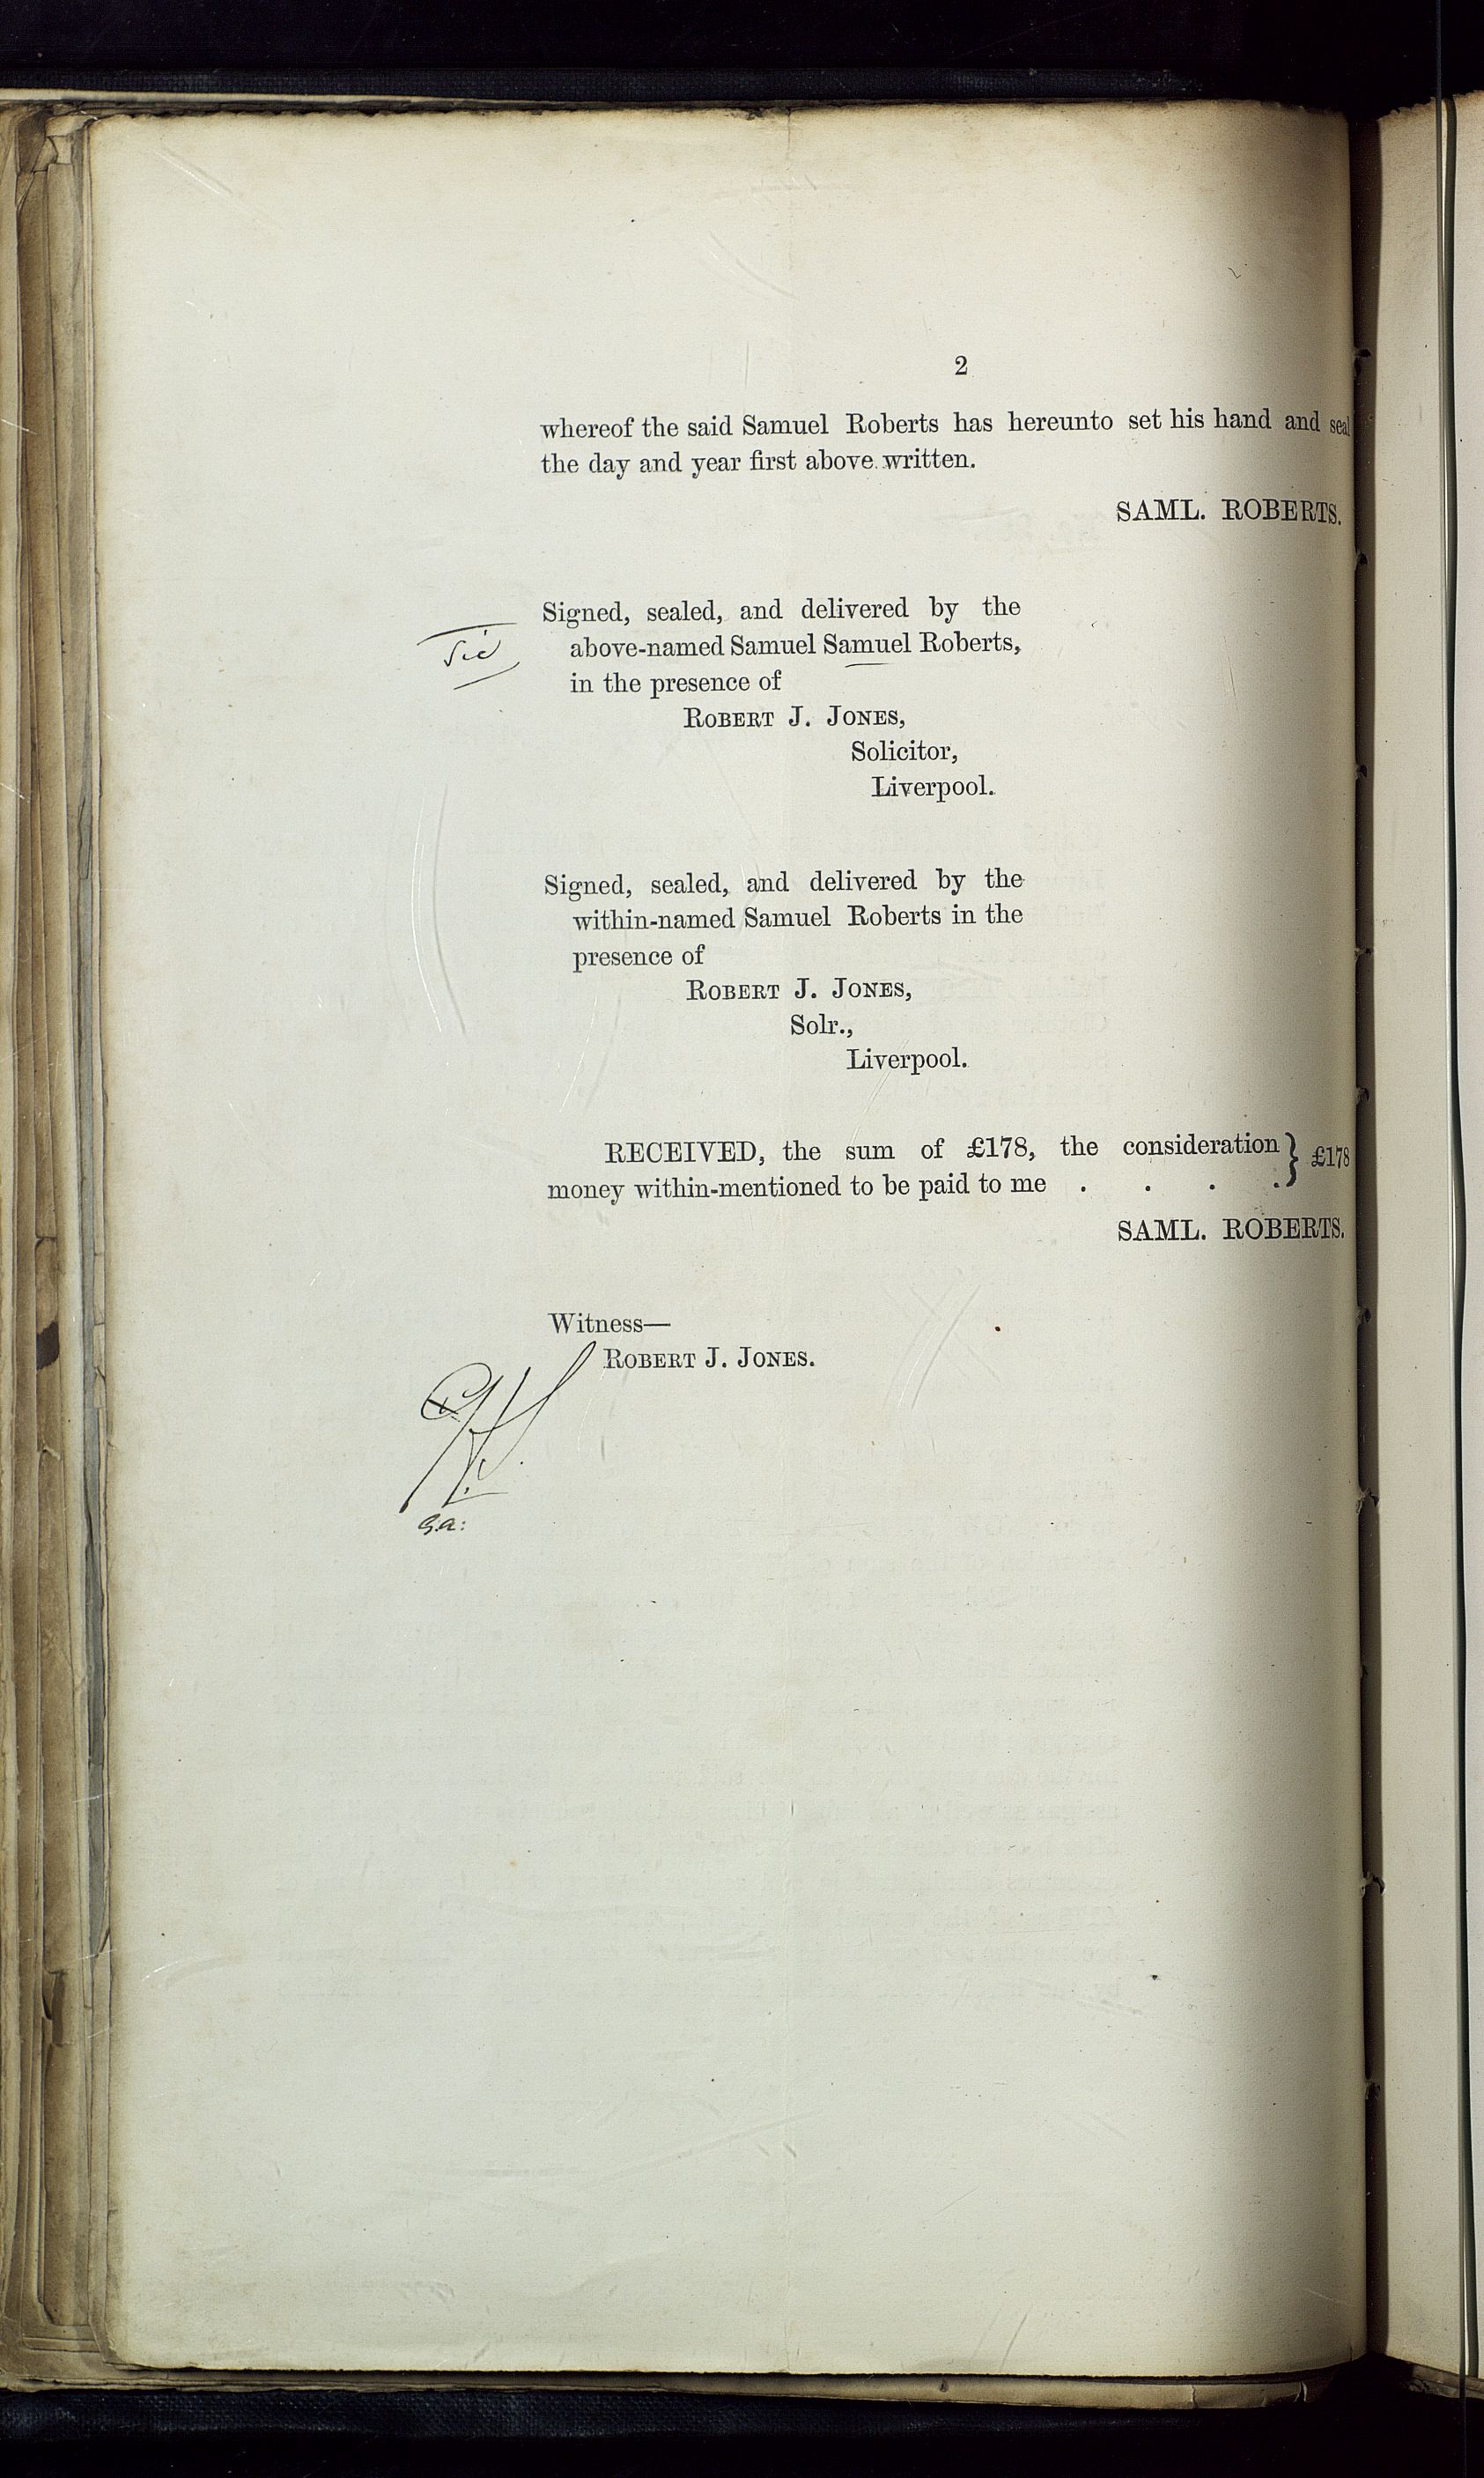 2
whereof the said Samuel Roberts has hereunto set his hand and seal
the day and year first above written.
SAML. ROBERTS.
Signed, sealed, and delivered by the
sic
above-named Samuel Samuel Roberts,
in the presence of
ROBERT J. JONES,
Solicitor,
Liverpool.
Signed, sealed, and delivered by the
within-named Samuel Roberts in the
presence of
ROBERT J. JONES,
Solr.,
Liverpool.
RECEIVED, the sum of £178, the consideration } £178
money within-mentioned to be paid to me . . . .
SAML. ROBERTS.
Witness—
ROBERT J. JONES.